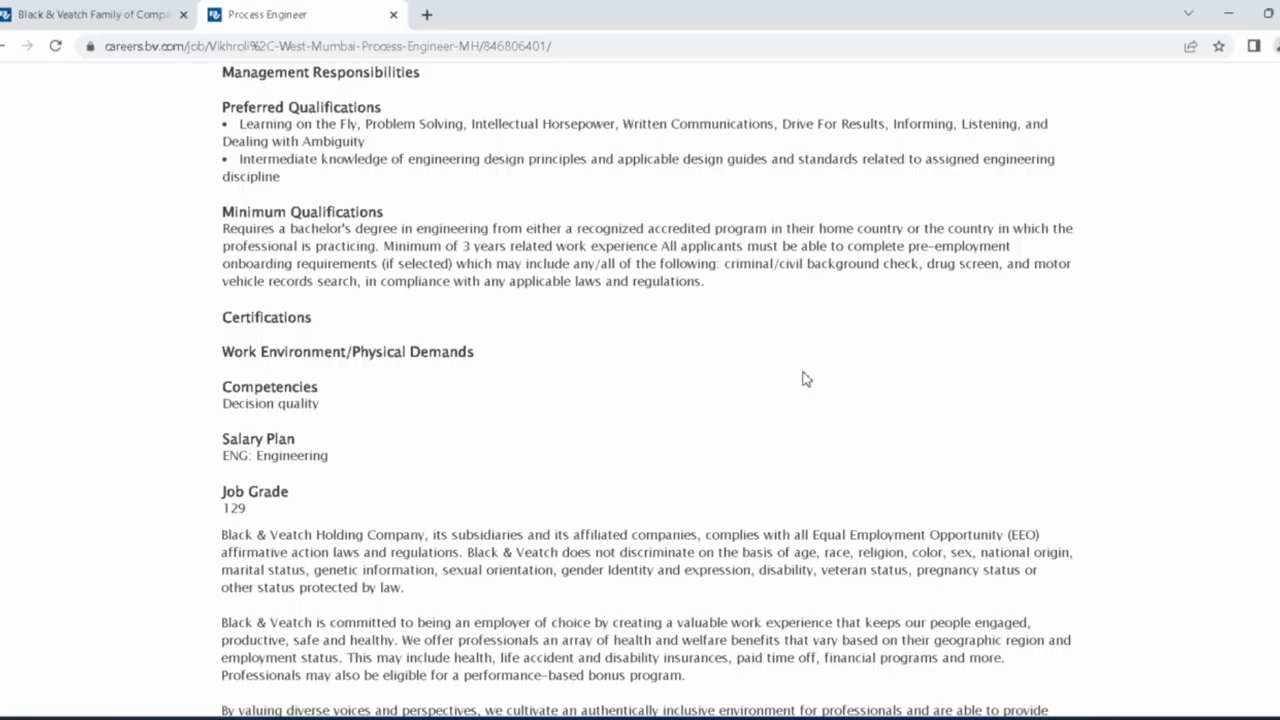 Black & Veatch Family of Compa
Process Engineer
careers.bv.com/job/Vikhroli%2C-West-Mumbai-Process-Engineer-MH/846806401/
Management Responsibilities
Preferred Qualifications
• Learning on the Fly, Problem Solving, Intellectual Horsepower, Written Communications, Drive For Results, Informing, Listening, and
Dealing with Ambiguity
• Intermediate knowledge of engineering design principles and applicable design guides and standards related to assigned engineering
discipline
Minimum Qualifications
Requires a bachelor's degree in engineering from either a recognized accredited program in their home country or the country in which the
professional is practicing. Minimum of 3 years related work experience All applicants must be able to complete pre-employment
onboarding requirements (if selected) which may include any/all of the following: criminal/civil background check, drug screen, and motor
vehicle records search, in compliance with any applicable laws and regulations.
Certifications
Work Environment/Physical Demands
Competencies
Decision quality
Salary Plan
ENG: Engineering
Job Grade
129
Black & Veatch Holding Company, its subsidiaries and its affiliated companies, complies with all Equal Employment Opportunity (EEO)
affirmative action laws and regulations. Black & Veatch does not discriminate on the basis of age, race, religion, color, sex, national origin,
marital status, genetic information, sexual orientation, gender Identity and expression, disability, veteran status, pregnancy status or
other status protected by law.
Black & Veatch is committed to being an employer of choice by creating a valuable work experience that keeps our people engaged,
productive, safe and healthy. We offer professionals an array of health and welfare benefits that vary based on their geographic region and
employment status. This may include health, life accident and disability insurances, paid time off, financial programs and more.
Professionals may also be eligible for a performance-based bonus program.
By valuing diverse voices and perspectives, we cultivate an authentically inclusive environment for professionals and are able to provide